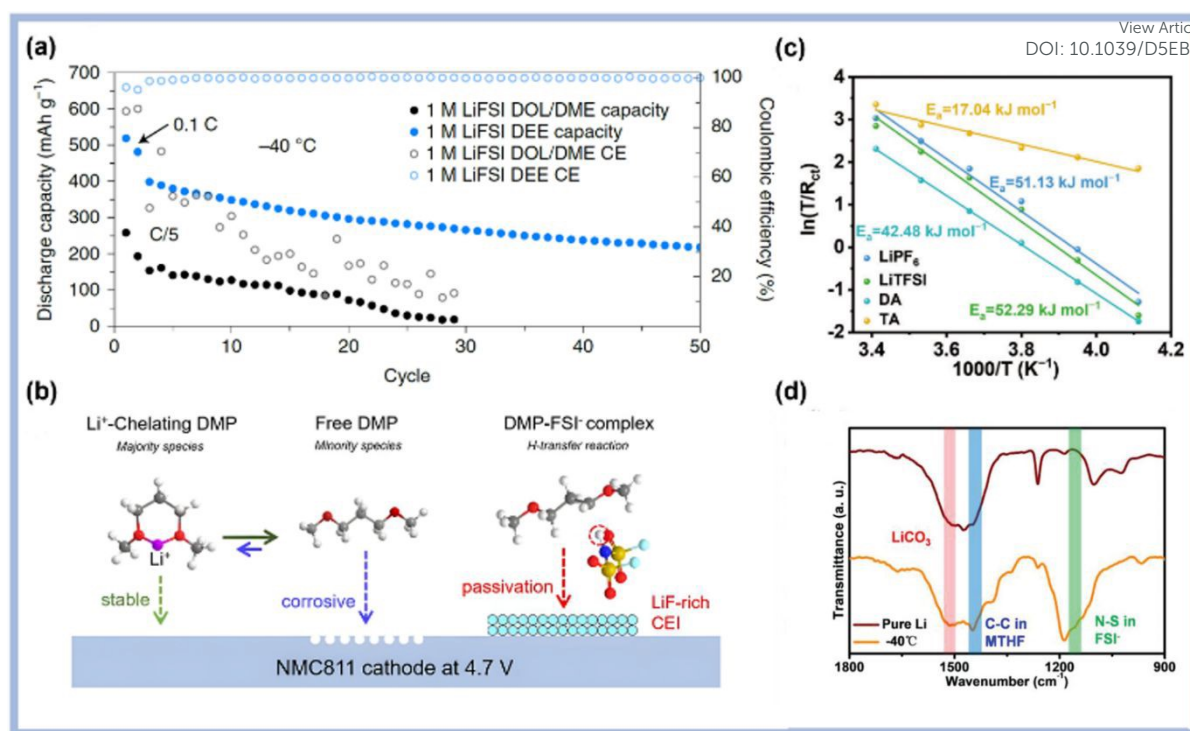 View Artic
DOI: 10.1039/D5EB
(a)
Discharge capacity (mAh g⁻¹)
700
600
500
400
300
200
100
0
0.1 C
–40 °C
C/5
1 M LiFSI DOL/DME capacity
1 M LiFSI DEE capacity
1 M LiFSI DOL/DME CE
1 M LiFSI DEE CE
100
80
60
40
20
Coulombic efficiency (%)
0 10 20 30 40 50
Cycle
(b)
Li⁺-Chelating DMP
Majority species
Free DMP
Minority species
DMP-FSI⁻ complex
H-transfer reaction
Li⁺
stable
corrosive
passivation
LiF-rich
CEI
NMC811 cathode at 4.7 V
(c)
ln(T/Rct)
4
3
2
1
0
-1
-2
Ea=17.04 kJ mol⁻¹
Ea=51.13 kJ mol⁻¹
Ea=42.48 kJ mol⁻¹
Ea=52.29 kJ mol⁻¹
LiPF₆
LiTFSI
DA
TA
3.4 3.6 3.8 4.0 4.2
1000/T (K⁻¹)
(d)
Transmittance (a. u.)
LiCO₃
Pure Li
-40℃
C-C in
MTHF
N-S in
FSI⁻
1800 1500 1200 900
Wavenumber (cm⁻¹)